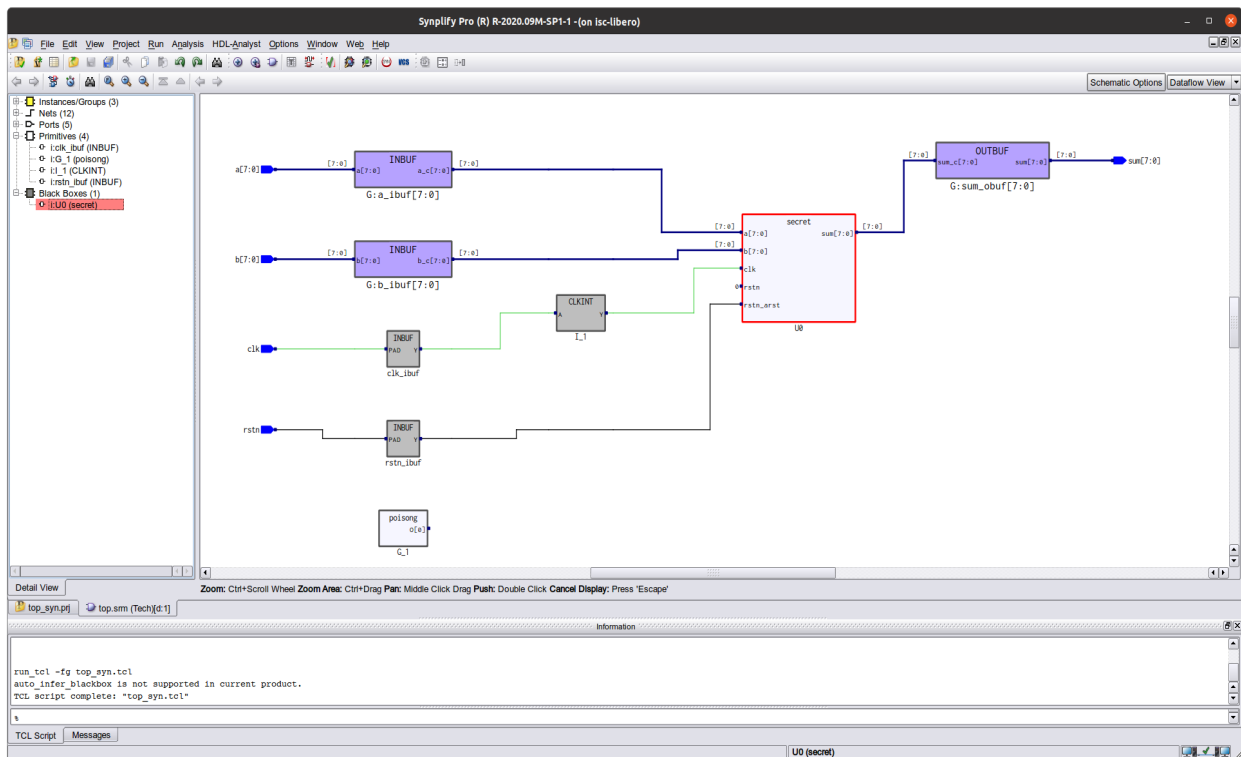 Synplify Pro (R) R-2020.09M-SP1-1 -(on isc-libero)
File Edit View Project Run Analysis HDL-Analyst Options Window Web Help
VCS
Schematic Options Dataflow View
Instances/Groups (3)
Nets (12)
Ports (5)
Primitives (4)
i:clk_ibuf (INBUF)
i:G_1 (poisong)
i:I_1 (CLKINT)
i:rstn_ibuf (INBUF)
Black Boxes (1)
i:U0 (secret)
a[7:0]
[7:0]
INBUF
a[7:0] a_c[7:0]
[7:0]
G:a_ibuf[7:0]
b[7:0]
[7:0]
INBUF
b[7:0] b_c[7:0]
[7:0]
G:b_ibuf[7:0]
clk
INBUF
PAD Y
clk_ibuf
CLKINT
A Y
I_1
rstn
INBUF
PAD Y
rstn_ibuf
poisong
o[0]
G_1
secret
[7:0]
a[7:0] sum[7:0]
[7:0]
[7:0]
b[7:0]
clk
0 rstn
rstn_arst
U0
[7:0]
OUTBUF
sum_c[7:0] sum[7:0]
[7:0]
sum[7:0]
G:sum_obuf[7:0]
Detail View
Zoom: Ctrl+Scroll Wheel Zoom Area: Ctrl+Drag Pan: Middle Click Drag Push: Double Click Cancel Display: Press 'Escape'
top_syn.prj top.srm (Tech)[d:1]
Information
run_tcl -fg top_syn.tcl
auto_infer_blackbox is not supported in current product.
TCL script complete: "top_syn.tcl"
%
TCL Script Messages
U0 (secret)